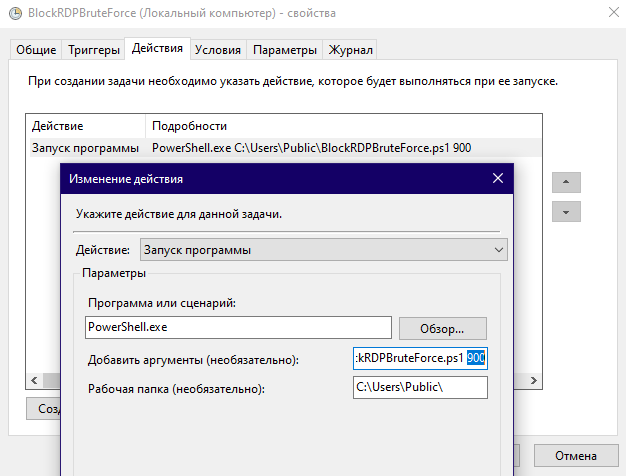 BlockRDPBruteForce (Локальный компьютер) - свойства
Общие Триггеры Действия Условия Параметры Журнал
При создании задачи необходимо указать действие, которое будет выполняться при ее запуске.
Действие Подробности
Запуск программы PowerShell.exe C:\Users\Public\BlockRDPBruteForce.ps1 900
Изменение действия
Укажите действие для данной задачи.
Действие: Запуск программы
Параметры
Программа или сценарий:
PowerShell.exe Обзор...
Добавить аргументы (необязательно): :kRDPBruteForce.ps1 900
Рабочая папка (необязательно): C:\Users\Public\
Созд
Отмена